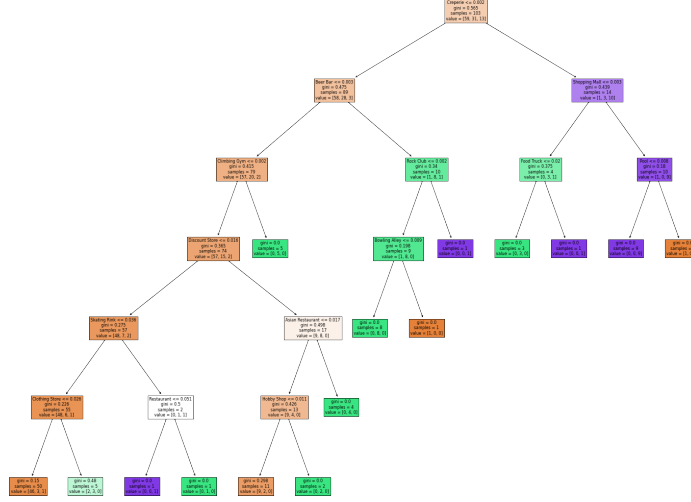 Creperie <= 0.002
gini = 0.565
samples = 103
value = [59, 31, 13]
Beer Bar <= 0.003
gini = 0.475
samples = 89
value = [58, 28, 3]
Shopping Mall <= 0.003
gini = 0.439
samples = 14
value = [1, 3, 10]
Climbing Gym <= 0.002
gini = 0.413
samples = 79
value = [57, 20, 2]
Rock Club <= 0.002
gini = 0.34
samples = 10
value = [1, 8, 1]
Food Truck <= 0.02
gini = 0.375
samples = 4
value = [0, 3, 1]
gini = 0.18
samples = 10
value = [1, 0, 9]
Discount Store <= 0.016
gini = 0.365
samples = 74
value = [57, 15, 2]
gini = 0.0
samples = 5
value = [0, 5, 0]
Bowling Alley <= 0.009
gini = 0.198
samples = 9
value = [1, 8, 0]
gini = 0.0
samples = 1
value = [0, 0, 1]
gini = 0.0
samples = 3
value = [0, 3, 0]
gini = 0.0
samples = 1
value = [0, 0, 1]
gini = 0.0
samples = 9
value = [0, 0, 9]
Skating Rink <= 0.036
gini = 0.275
samples = 57
value = [48, 7, 2]
Asian Restaurant <= 0.017
gini = 0.498
samples = 17
value = [9, 8, 0]
gini = 0.0
samples = 8
value = [0, 8, 0]
gini = 0.0
samples = 1
value = [1, 0, 0]
Clothing Store <= 0.026
gini = 0.226
samples = 55
value = [48, 6, 1]
Restaurant <= 0.051
gini = 0.5
samples = 2
value = [0, 1, 1]
Hobby Shop <= 0.011
gini = 0.426
samples = 13
value = [9, 4, 0]
gini = 0.0
samples = 4
value = [0, 4, 0]
gini = 0.15
samples = 50
value = [46, 3, 1]
gini = 0.48
samples = 5
value = [2, 3, 0]
gini = 0.0
samples = 1
value = [0, 0, 1]
gini = 0.0
samples = 1
value = [0, 1, 0]
gini = 0.298
samples = 11
value = [9, 2, 0]
gini = 0.0
samples = 2
value = [0, 2, 0]